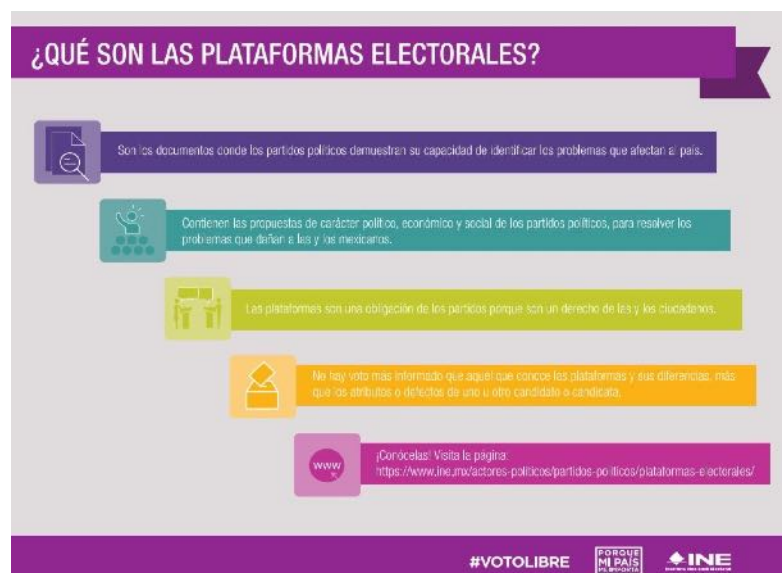 ¿QUÉ SON LAS PLATAFORMAS ELECTORALES?
Son los documentos donde los partidos políticos demuestran su capacidad de identificar los problemas que afectan al país.
Contienen las propuestas de carácter político, económico y social de los partidos políticos, para resolver los
problemas que dañan a las y los mexicanos.
Las plataformas son una obligación de los partidos porque son un derecho de las y los ciudadanos.
No hay voto más informado que aquel que conoce las plataformas y sus diferencias, más
que los atributos o defectos de uno u otro candidato o candidata.
www
¡Conócelas! Visita la página:
https://www.ine.mx/actores-politicos/partidos-politicos/plataformas-electorales/
#VOTOLIBRE
PORQUE
MI PAÍS
ME IMPORTA
INE